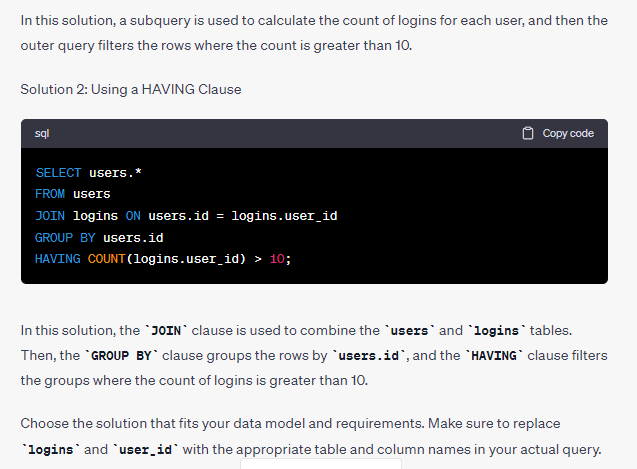 In this solution, a subquery is used to calculate the count of logins for each user, and then the
outer query filters the rows where the count is greater than 10.
Solution 2: Using a HAVING Clause
sql
Copy code
SELECT users.*
FROM users
JOIN logins ON users.id = logins.user_id
GROUP BY users.id
HAVING COUNT(logins.user_id) > 10;
In this solution, the `JOIN` clause is used to combine the `users` and `logins` tables.
Then, the `GROUP BY` clause groups the rows by `users.id`, and the `HAVING` clause filters
the groups where the count of logins is greater than 10.
Choose the solution that fits your data model and requirements. Make sure to replace
`logins` and `user_id` with the appropriate table and column names in your actual query.